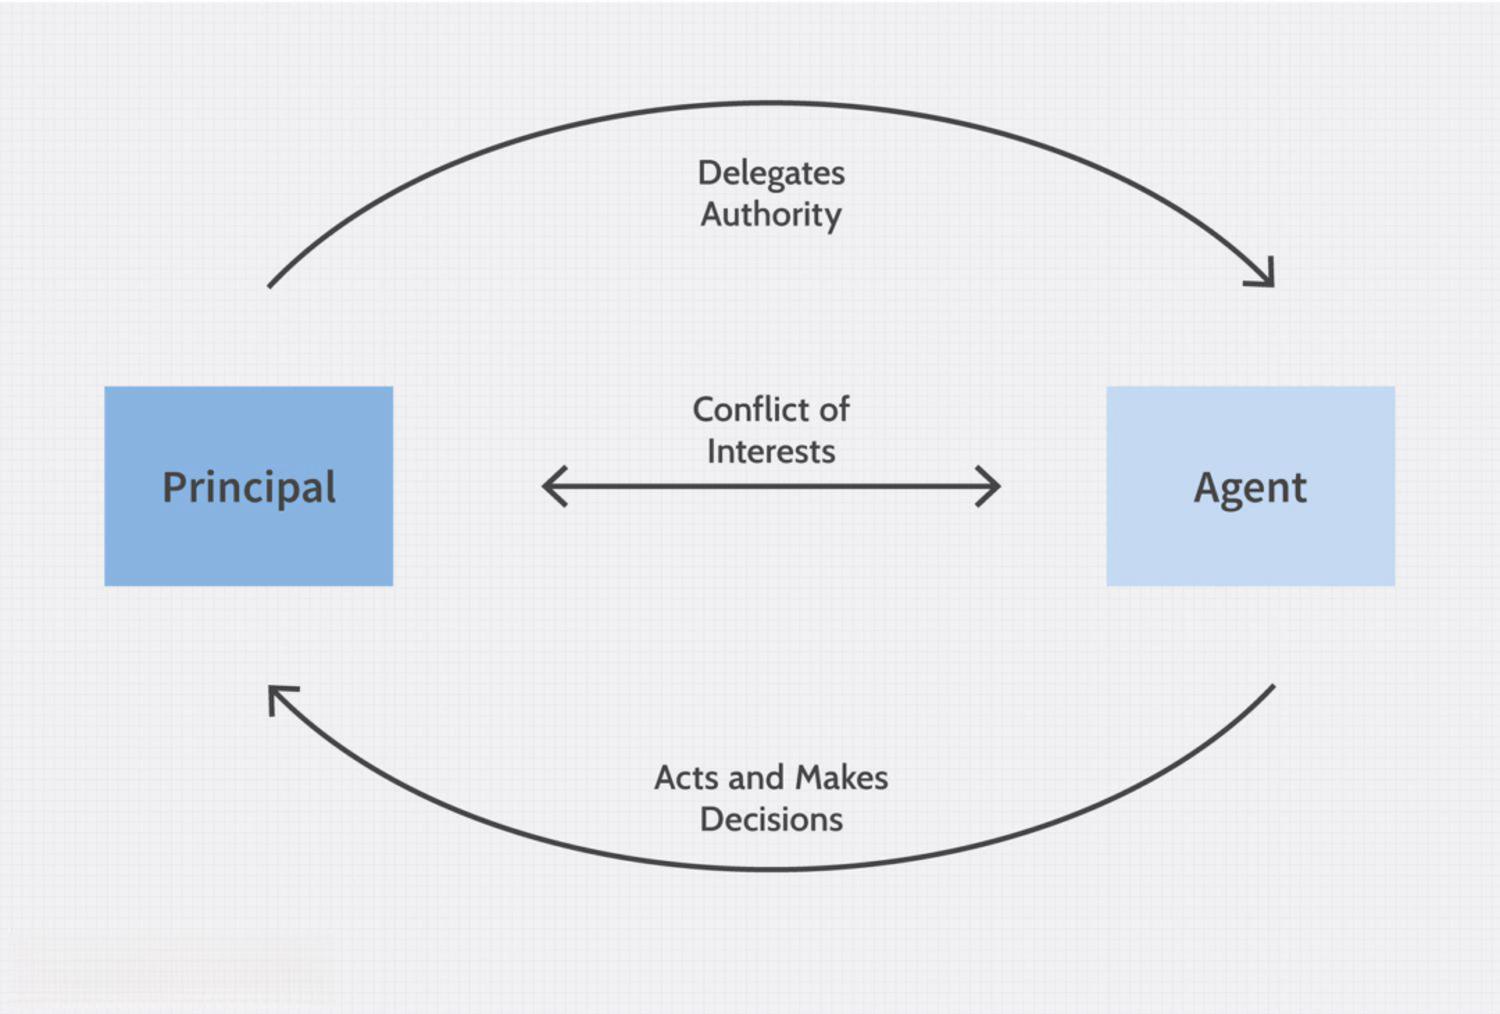 Delegates
Authority
Conflict of
Interests
Principal
Agent
Acts and Makes
Decisions